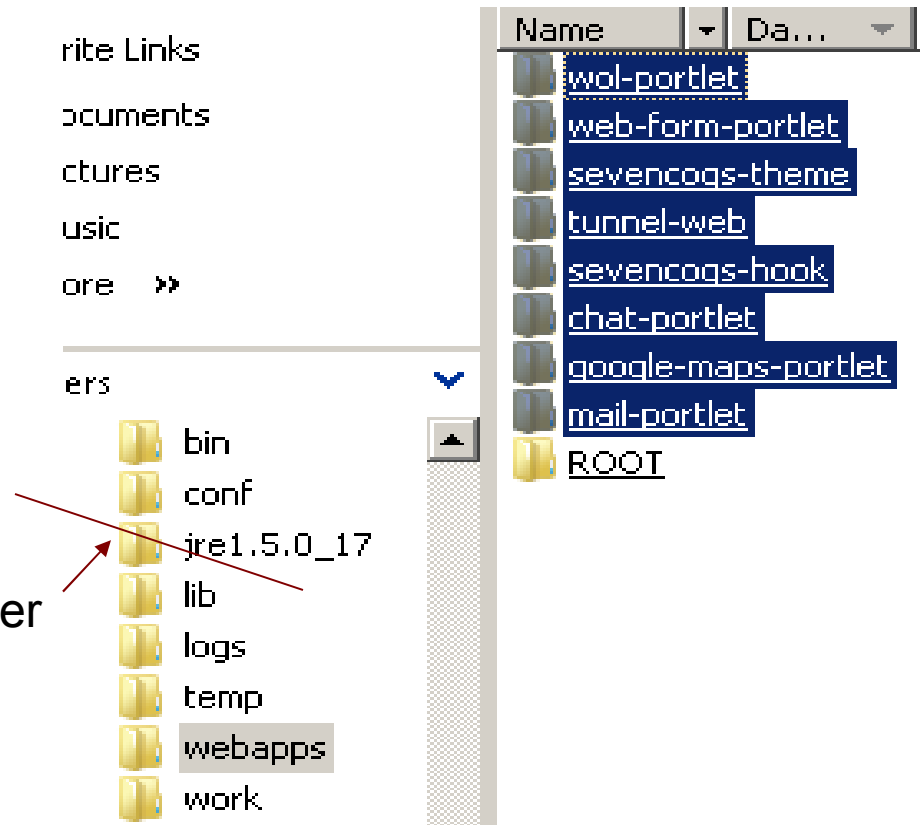 rite Links
ocuments
ctures
usic
ore »
ers
bin
conf
jre1.5.0_17
lib
er
logs
temp
webapps
work
Name Da...
wol-portlet
web-form-portlet
sevencogs-theme
tunnel-web
sevencogs-hook
chat-portlet
google-maps-portlet
mail-portlet
ROOT